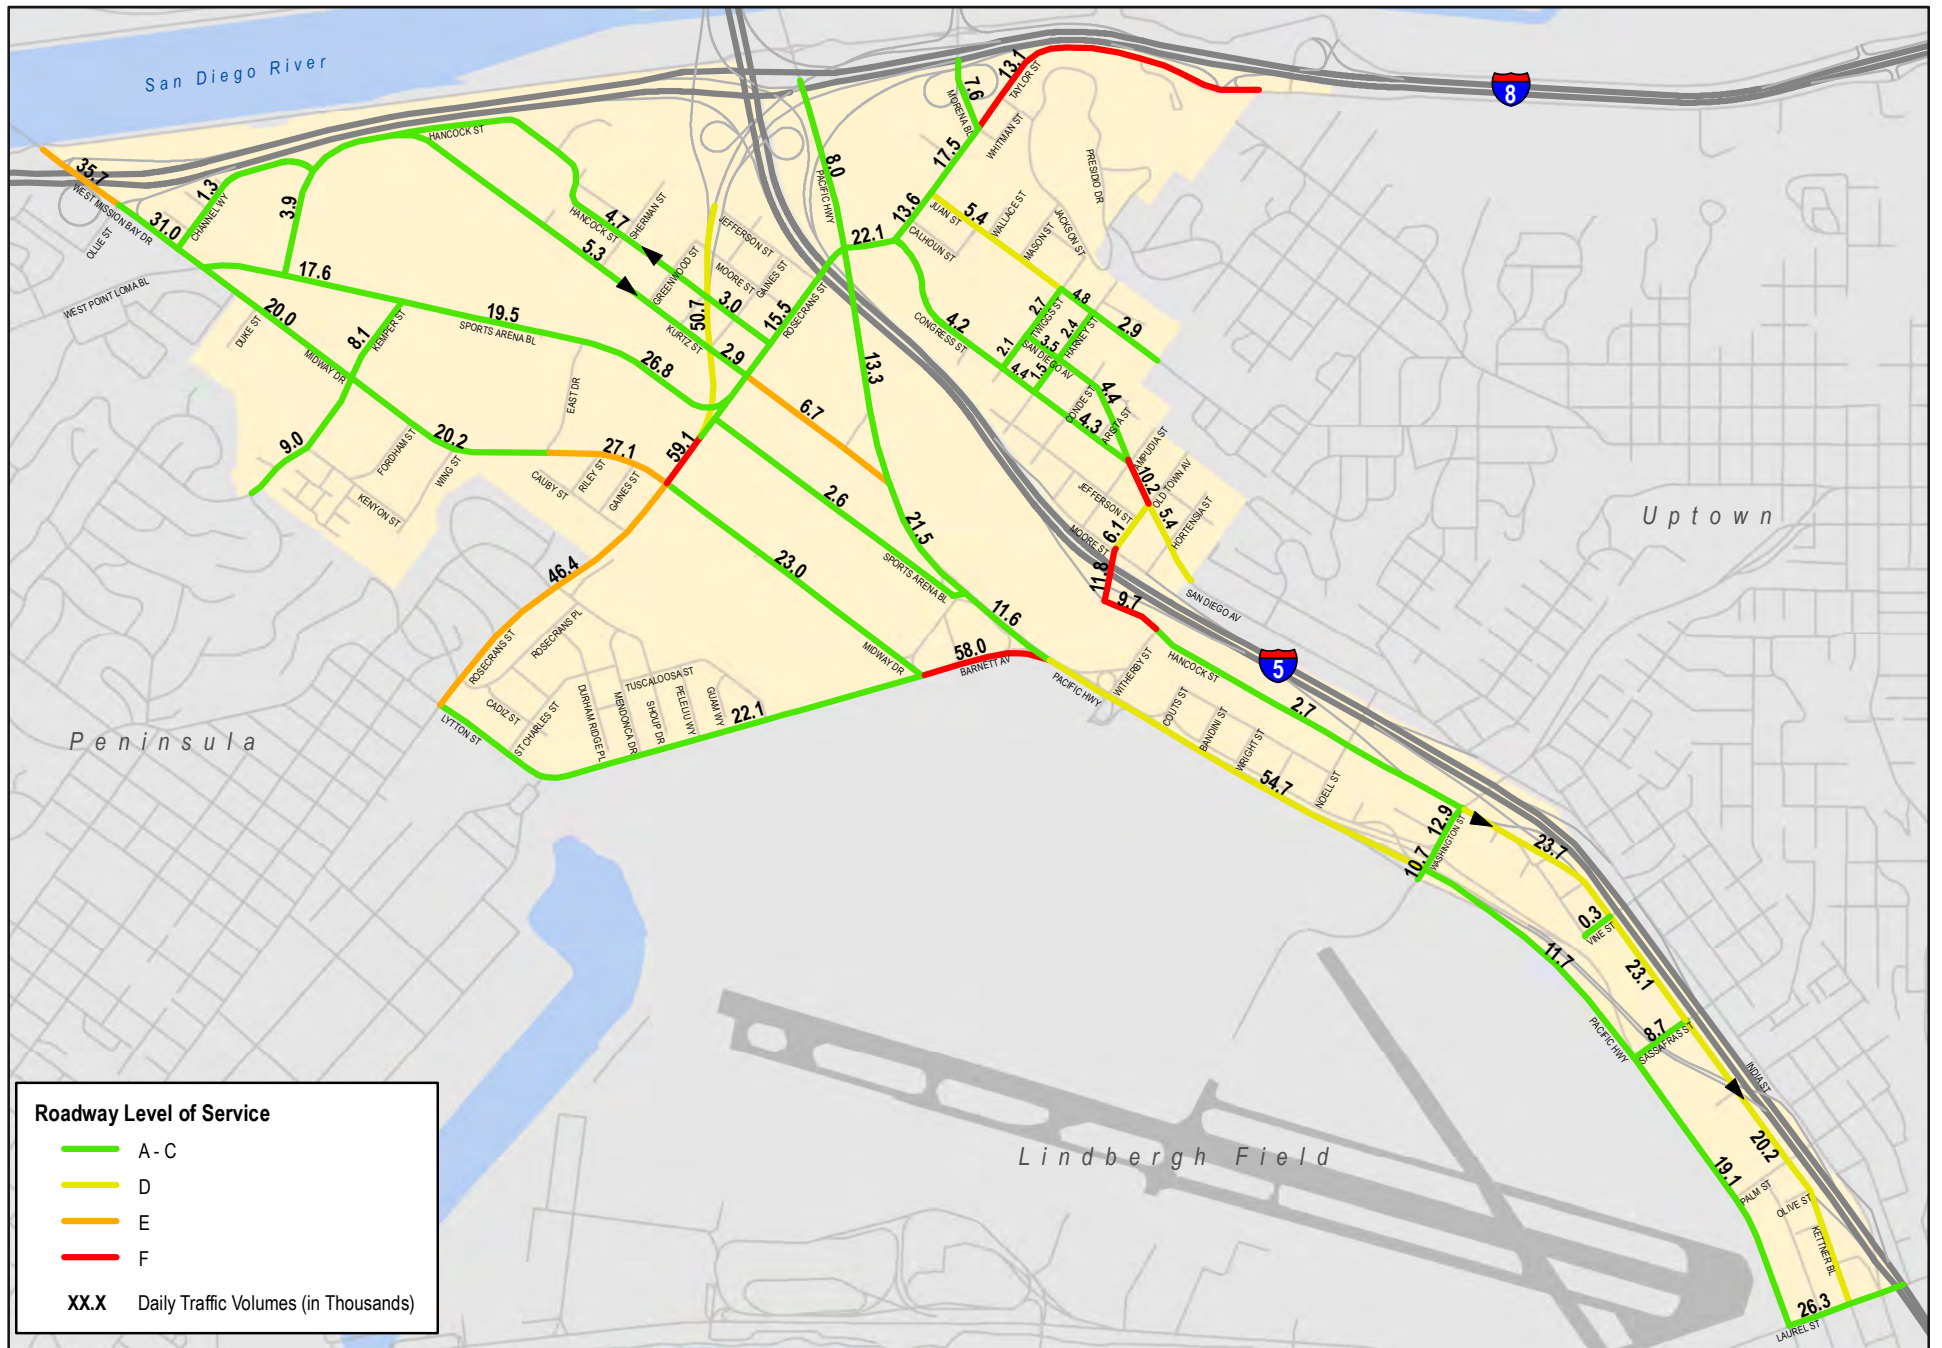 San Diego River
8
13.1
TAYLOR ST
7.6
MORENA BL
WHITMAN ST
17.5
PRESIDIO DR
HANCOCK ST
8.0
PACIFIC HWY
35.7
WEST MISSION BAY DR
1.3
CHANNEL WY
3.9
31.0
OLLIE ST
4.7
HANCOCK ST
SHERMAN ST
5.3
JEFFERSON ST
GREENWOOD ST
MOORE ST
GAINES ST
22.1
13.6
JUAN ST
5.4
WALLACE ST
CALHOUN ST
MASON ST
JACKSON ST
17.6
WEST POINT LOMA BL
20.0
DUKE ST
19.5
SPORTS ARENA BL
8.1
KEMPER ST
MIDWAY DR
26.8
50.7
3.0
15.5
ROSECRANS ST
KURTZ ST
2.9
13.3
4.2
CONGRESS ST
2.7
TWIGGS ST
4.8
2.4
HARNEY ST
2.9
2.1
3.5
SAN DIEGO AV
4.4
1.5
4.4
CONDE ST
ARISTA ST
4.3
EAST DR
6.7
9.0
FORDHAM ST
20.2
WING ST
27.1
CAUBY ST
RILEY ST
GAINES ST
59.1
KENYON ST
AMPUDIA ST
10.2
OLD TOWN AV
JEFFERSON ST
5.4
HORTENSIA ST
MOORE ST
6.1
11.8
9.7
SAN DIEGO AV
Uptown
2.6
21.5
SPORTS ARENA BL
46.4
23.0
11.6
ROSECRANS ST
ROSECRANS PL
MIDWAY DR
58.0
BARNETT AV
PACIFIC HWY
WITHERBY ST
HANCOCK ST
5
2.7
COUTS ST
BANDINI ST
WRIGHT ST
NOELL ST
54.7
CADIZ ST
ST CHARLES ST
LYTTON ST
DURHAM RIDGE PL
MENDONCA DR
TUSCALOOSA ST
SHOUP DR
PELELIU WY
GUAM WY
22.1
Peninsula
12.9
10.7
WASHINGTON ST
23.7
0.3
VINE ST
11.7
23.1
8.7
SASSAFRAS ST
PACIFIC HWY
INDIA ST
20.2
19.1
PALM ST
OLIVE ST
KETTNER BL
26.3
LAUREL ST
Lindbergh Field
Roadway Level of Service
A - C
D
E
F
XX.X Daily Traffic Volumes (in Thousands)